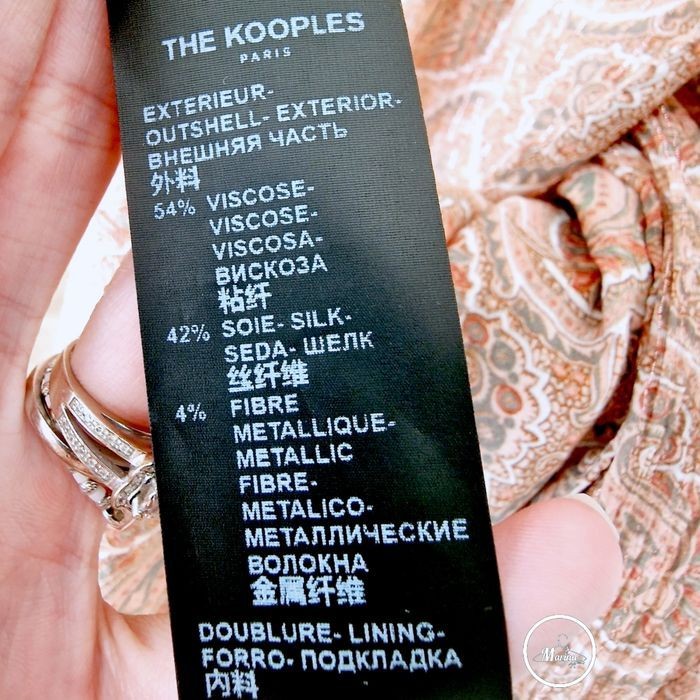 THE KOOPLES
PARIS
EXTERIEUR-
OUTSHELL- EXTERIOR-
ВНЕШНЯЯ ЧАСТЬ
外料
54% VISCOSE-
VISCOSE-
VISCOSA-
ВИСКОЗА
粘纤
42% SOIE- SILK-
SEDA- ШЕЛК
丝纤维
4% FIBRE
METALLIQUE-
METALLIC
FIBRE-
METALICO-
МЕТАЛЛИЧЕСКИЕ
ВОЛОКНА
金属纤维
DOUBLURE- LINING-
FORRO- ПОДКЛАДКА
内料
Marina